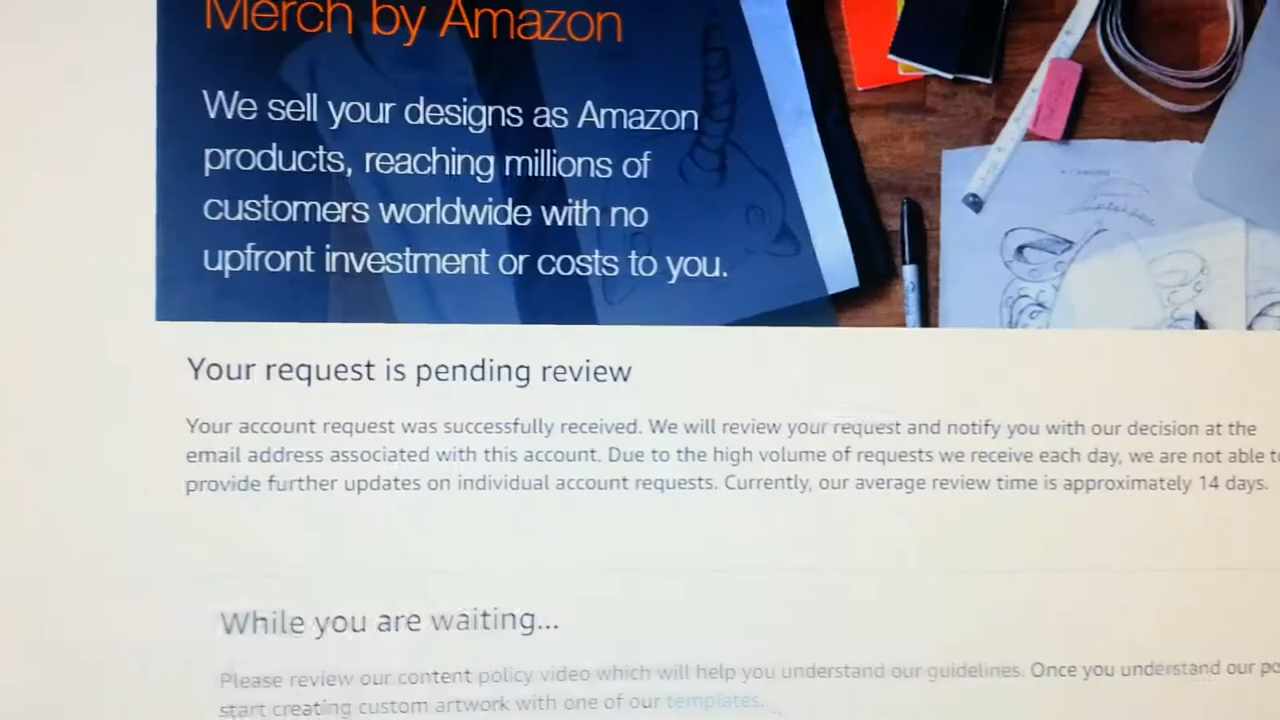 Merch by Amazon
We sell your designs as Amazon
products, reaching millions of
customers worldwide with no
upfront investment or costs to you.
Your request is pending review
Your account request was successfully received. We will review your request and notify you with our decision at the
email address associated with this account. Due to the high volume of requests we receive each day, we are not able
provide further updates on individual account requests. Currently, our average review time is approximately 14 days.
While you are waiting...
Please review our content policy video which will help you understand our guidelines. Once you understand our
start creating custom artwork with one of our templates.